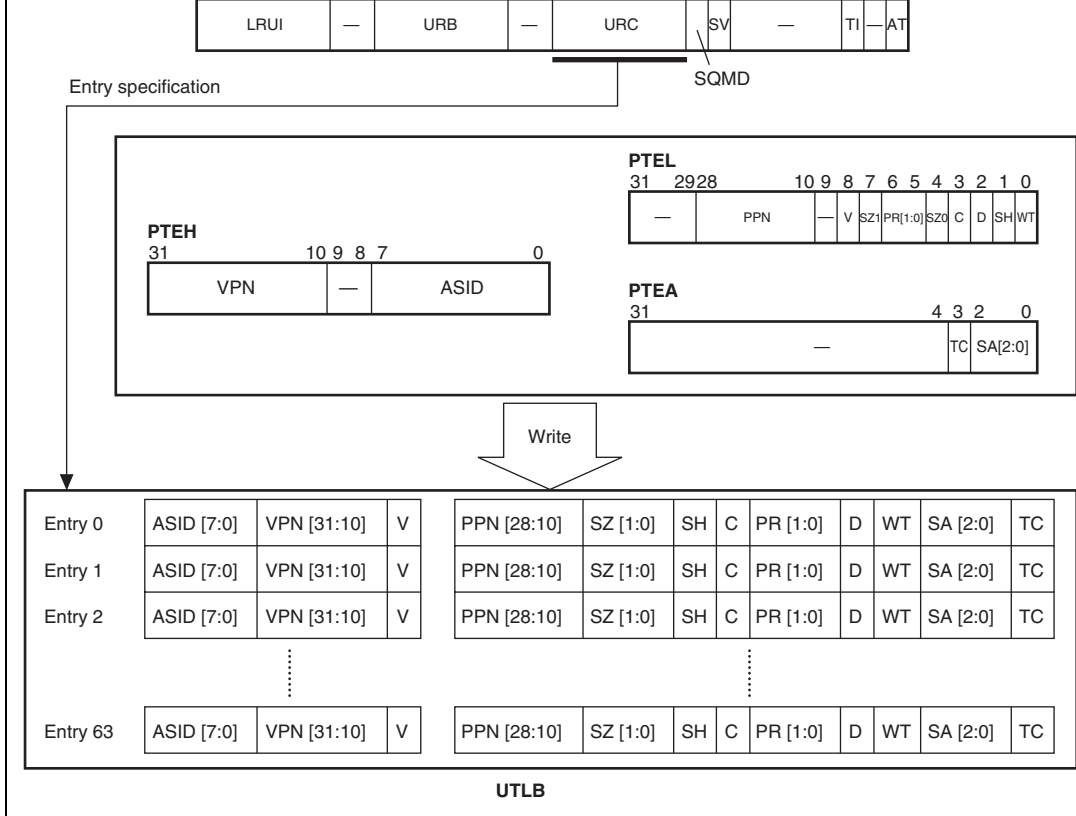 LRUI — URB — URC SV — TI — AT
SQMD
Entry specification
PTEL
31 29 28 10 9 8 7 6 5 4 3 2 1 0
— PPN — V SZ1 PR[1:0] SZ0 C D SH WT
PTEH
31 10 9 8 7 0
VPN — ASID
PTEA
31 4 3 2 0
— TC SA[2:0]
Write
Entry 0 ASID [7:0] VPN [31:10] V PPN [28:10] SZ [1:0] SH C PR [1:0] D WT SA [2:0] TC
Entry 1 ASID [7:0] VPN [31:10] V PPN [28:10] SZ [1:0] SH C PR [1:0] D WT SA [2:0] TC
Entry 2 ASID [7:0] VPN [31:10] V PPN [28:10] SZ [1:0] SH C PR [1:0] D WT SA [2:0] TC
Entry 63 ASID [7:0] VPN [31:10] V PPN [28:10] SZ [1:0] SH C PR [1:0] D WT SA [2:0] TC
UTLB